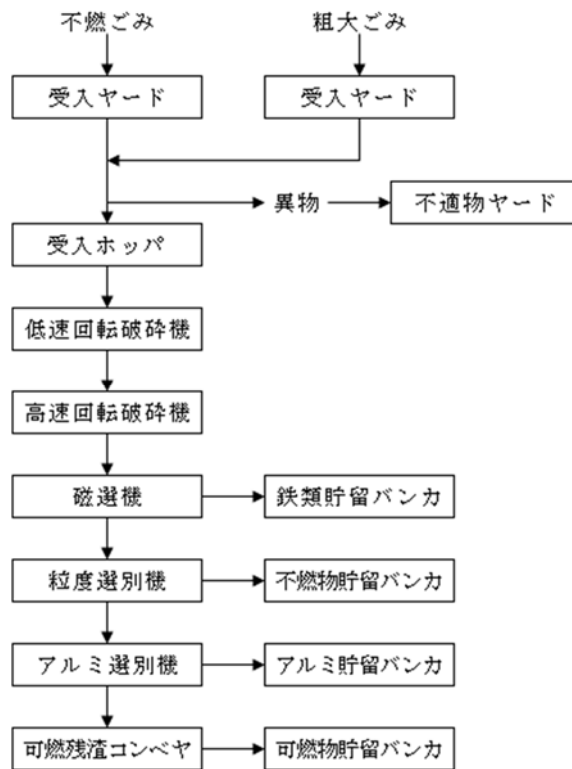 不燃ごみ
粗大ごみ
受入ヤード
受入ヤード
異物
不適物ヤード
受入ホッパ
低速回転破砕機
高速回転破砕機
磁選機
鉄類貯留バンカ
粒度選別機
不燃物貯留バンカ
アルミ選別機
アルミ貯留バンカ
可燃残渣コンベヤ
可燃物貯留バンカ